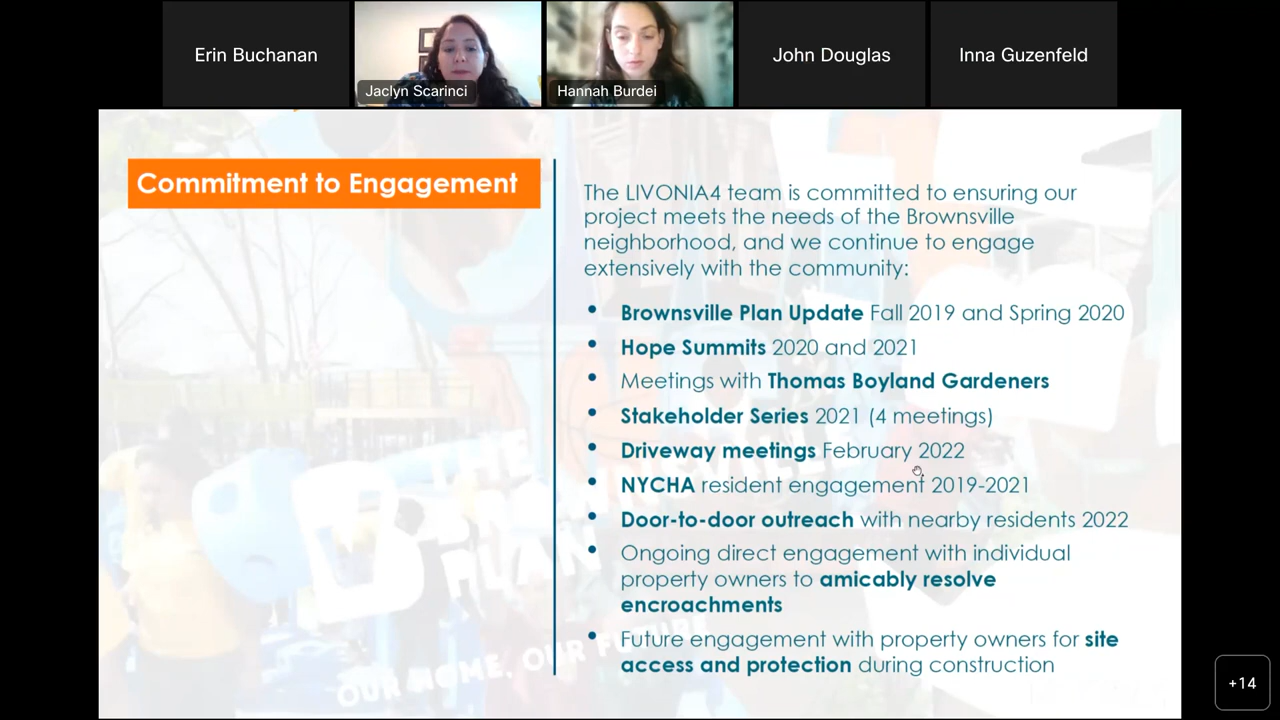 Erin Buchanan
Jaclyn Scarinci
Hannah Burdei
John Douglas
Inna Guzenfeld
Commitment to Engagement
The LIVONIA4 team is committed to ensuring our
project meets the needs of the Brownsville
neighborhood, and we continue to engage
extensively with the community:
• Brownsville Plan Update Fall 2019 and Spring 2020
• Hope Summits 2020 and 2021
• Meetings with Thomas Boyland Gardeners
• Stakeholder Series 2021 (4 meetings)
• Driveway meetings February 2022
• NYCHA resident engagement 2019-2021
• Door-to-door outreach with nearby residents 2022
• Ongoing direct engagement with individual
property owners to amicably resolve
encroachments
• Future engagement with property owners for site
access and protection during construction
PLAN
OUR HOME, OUR FUTURE
+14